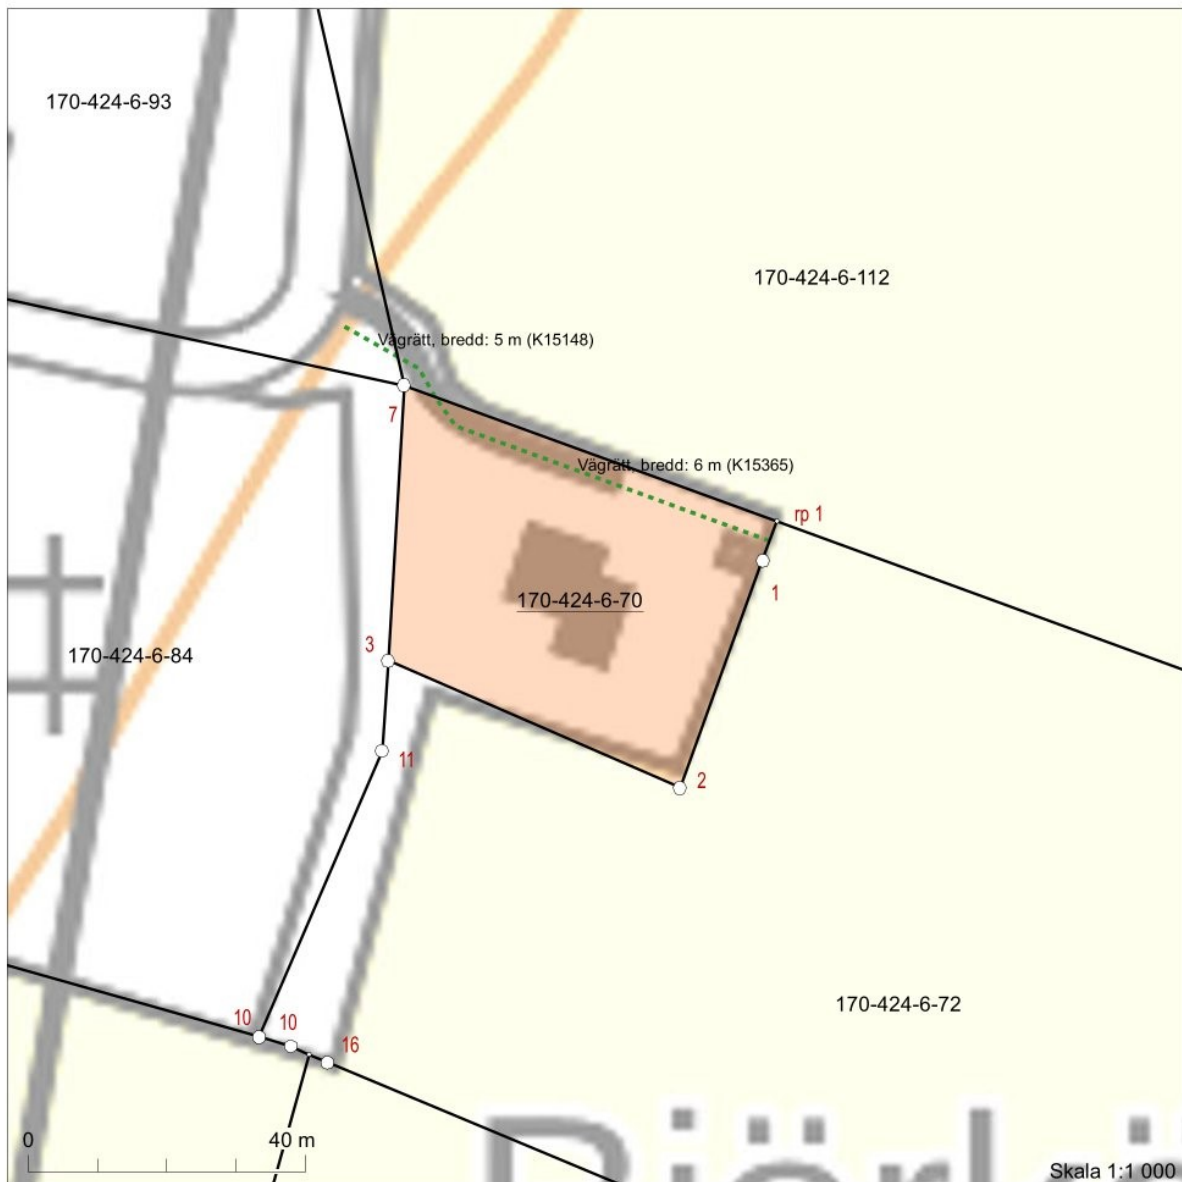 170-424-6-93
170-424-6-112
Vägrätt, bredd: 5 m (K15148)
7
Vägrätt, bredd: 6 m (K15365)
rp 1
1
170-424-6-70
3
170-424-6-84
11
2
170-424-6-72
10
10
16
0
40 m
Skala 1:1 000